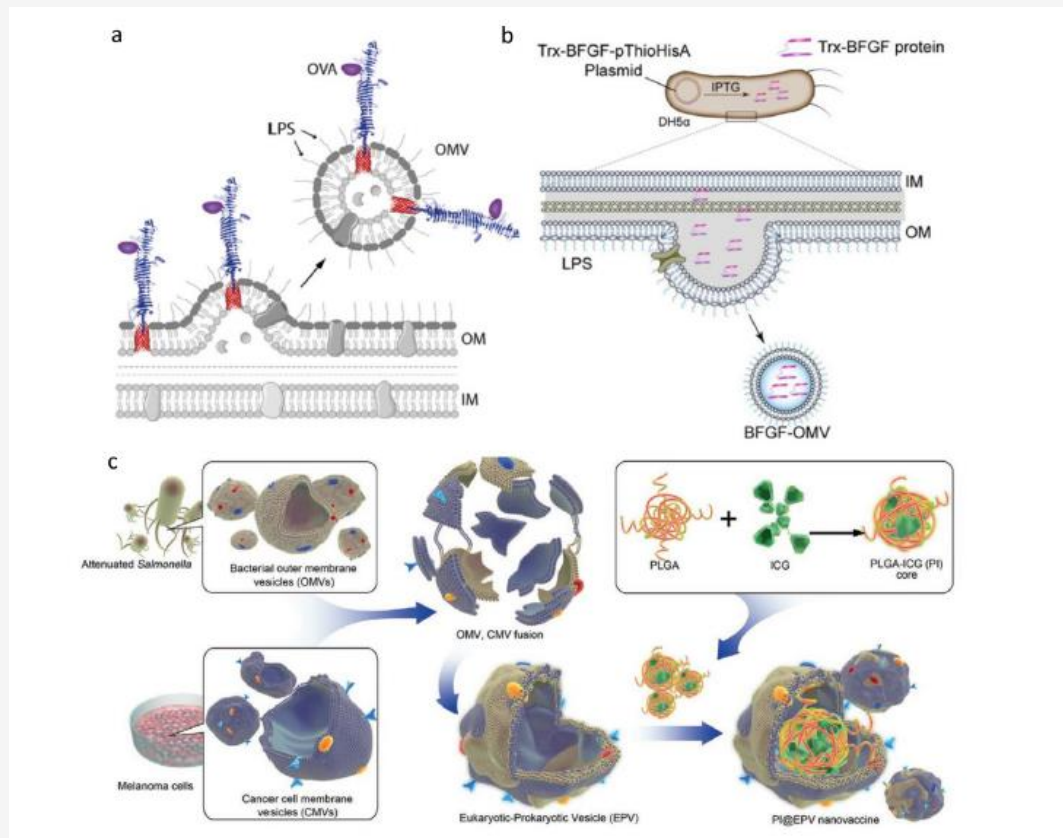 a
OVA
LPS
OMV
OM
IM
b
Trx-BFGF-pThioHisA
Plasmid
Trx-BFGF protein
IPTG
DH5α
IM
OM
LPS
BFGF-OMV
c
Attenuated Salmonella
Bacterial outer membrane
vesicles (OMVs)
OMV, CMV fusion
PLGA
+
ICG
PLGA-ICG (PI)
core
Melanoma cells
Cancer cell membrane
vesicles (CMVs)
Eukaryotic-Prokaryotic Vesicle (EPV)
PI@EPV nanovaccine